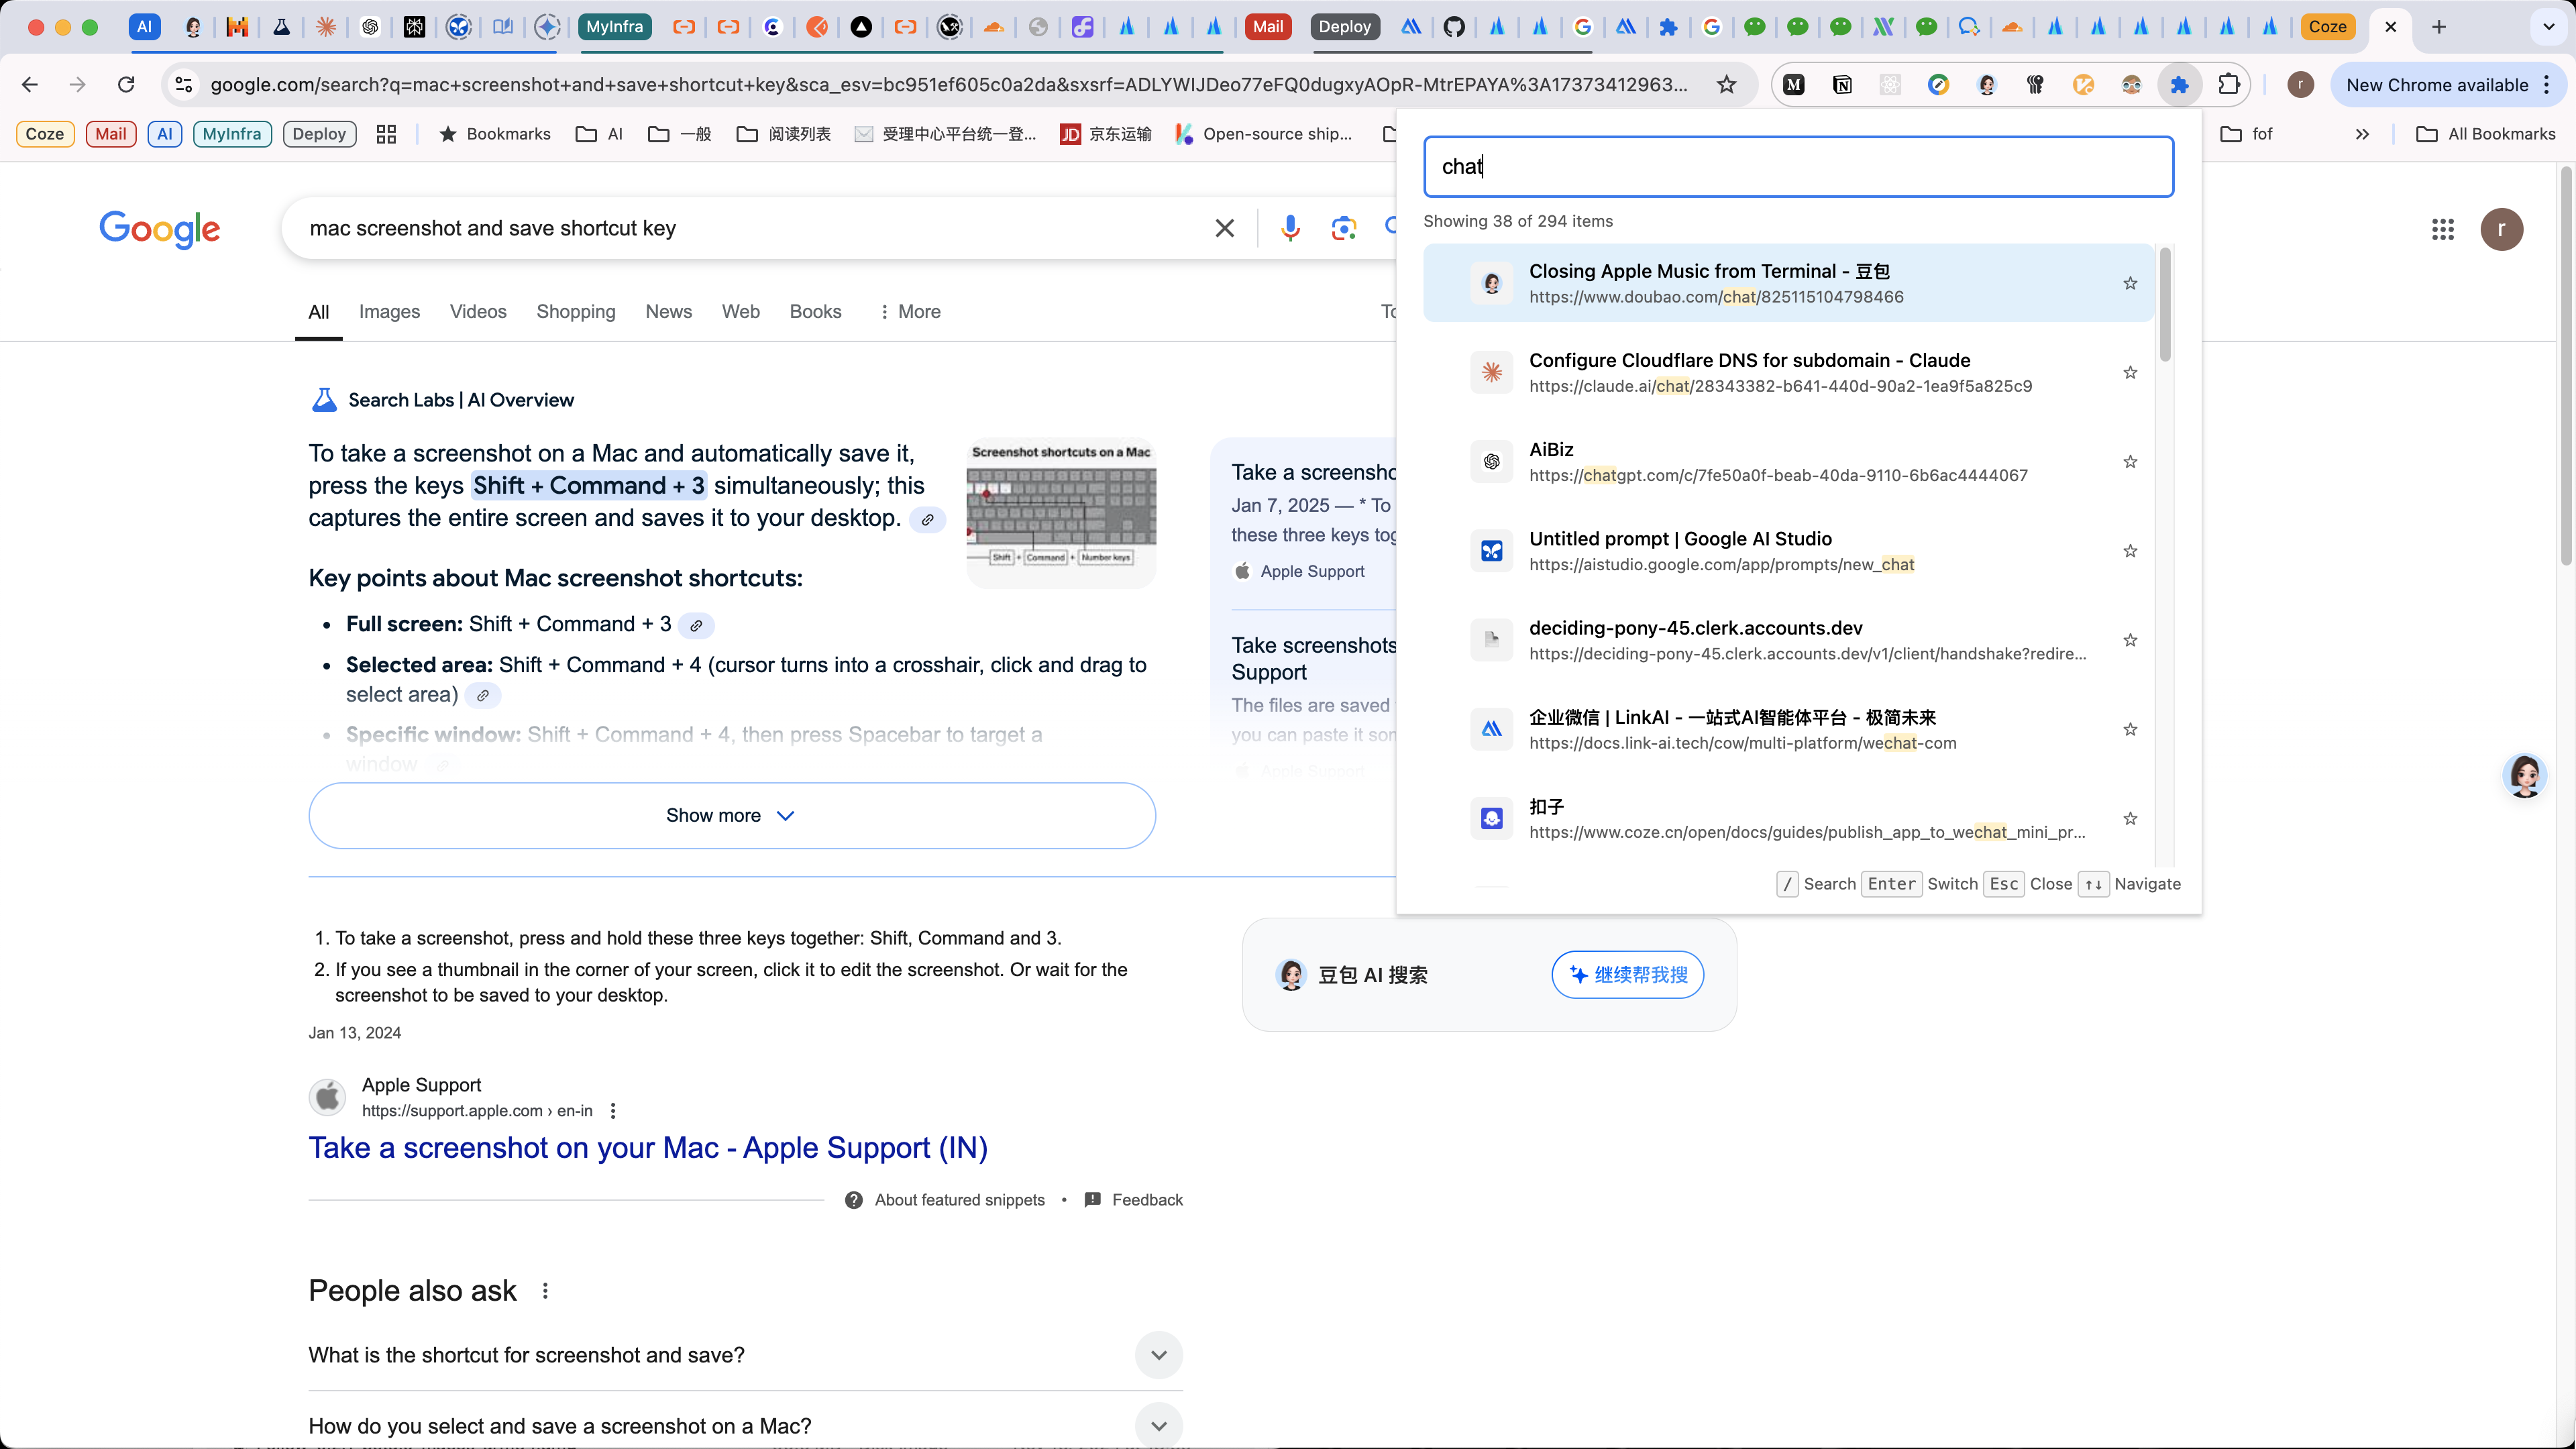 AI
MyInfra
Mail
Deploy
Coze
google.com/search?q=mac+screenshot+and+save+shortcut+key&sca_esv=bc951ef605c0a2da&sxsrf=ADLYWIJDeo77eFQ0dugxyAOpR-MtrEPAYA%3A17373412963...
r
New Chrome available
Coze
Mail
AI
MyInfra
Deploy
Bookmarks
AI
一般
阅读列表
受理中心平台统一登...
JD 京东运输
Open-source ship...
fof
All Bookmarks
Google
mac screenshot and save shortcut key
r
All
Images
Videos
Shopping
News
Web
Books
More
Search Labs | AI Overview
To take a screenshot on a Mac and automatically save it,
press the keys Shift + Command + 3 simultaneously; this
captures the entire screen and saves it to your desktop.
Screenshot shortcuts on a Mac
Shift + Command + Number keys
Key points about Mac screenshot shortcuts:
• Full screen: Shift + Command + 3
• Selected area: Shift + Command + 4 (cursor turns into a crosshair, click and drag to
select area)
• Specific window: Shift + Command + 4, then press Spacebar to target a
window
Show more
Take a screensho
Jan 7, 2025 — * To
these three keys tog
Apple Support
Take screenshots
Support
The files are saved
you can paste it som
Apple Support
chat
Showing 38 of 294 items
Closing Apple Music from Terminal - 豆包
https://www.doubao.com/chat/825115104798466
Configure Cloudflare DNS for subdomain - Claude
https://claude.ai/chat/28343382-b641-440d-90a2-1ea9f5a825c9
AiBiz
https://chatgpt.com/c/7fe50a0f-beab-40da-9110-6b6ac4444067
Untitled prompt | Google AI Studio
https://aistudio.google.com/app/prompts/new_chat
deciding-pony-45.clerk.accounts.dev
https://deciding-pony-45.clerk.accounts.dev/v1/client/handshake?redire...
企业微信 | LinkAI - 一站式AI智能体平台 - 极简未来
https://docs.link-ai.tech/cow/multi-platform/wechat-com
扣子
https://www.coze.cn/open/docs/guides/publish_app_to_wechat_mini_pr...
/ Search Enter Switch Esc Close ↑↓ Navigate
1. To take a screenshot, press and hold these three keys together: Shift, Command and 3.
2. If you see a thumbnail in the corner of your screen, click it to edit the screenshot. Or wait for the
screenshot to be saved to your desktop.
Jan 13, 2024
豆包 AI 搜索
继续帮我搜
Apple Support
https://support.apple.com › en-in
Take a screenshot on your Mac - Apple Support (IN)
About featured snippets • Feedback
People also ask
What is the shortcut for screenshot and save?
How do you select and save a screenshot on a Mac?